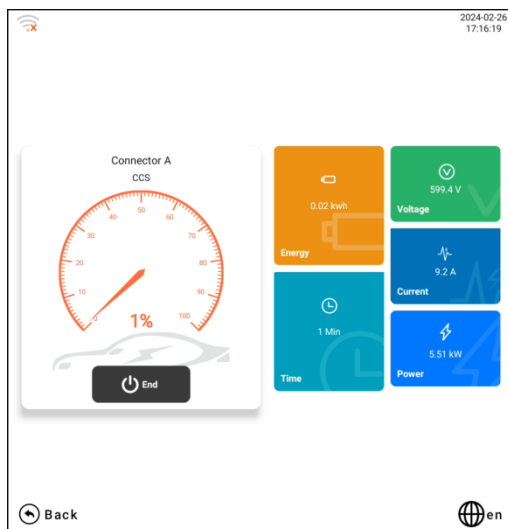 2024-02-26
17:16:19
Connector A
CCS
0
10
20
30
40
50
60
70
80
90
100
1%
End
0.02 kwh
Energy
1 Min
Time
599.4 V
Voltage
9.2 A
Current
5.51 kW
Power
Back
en